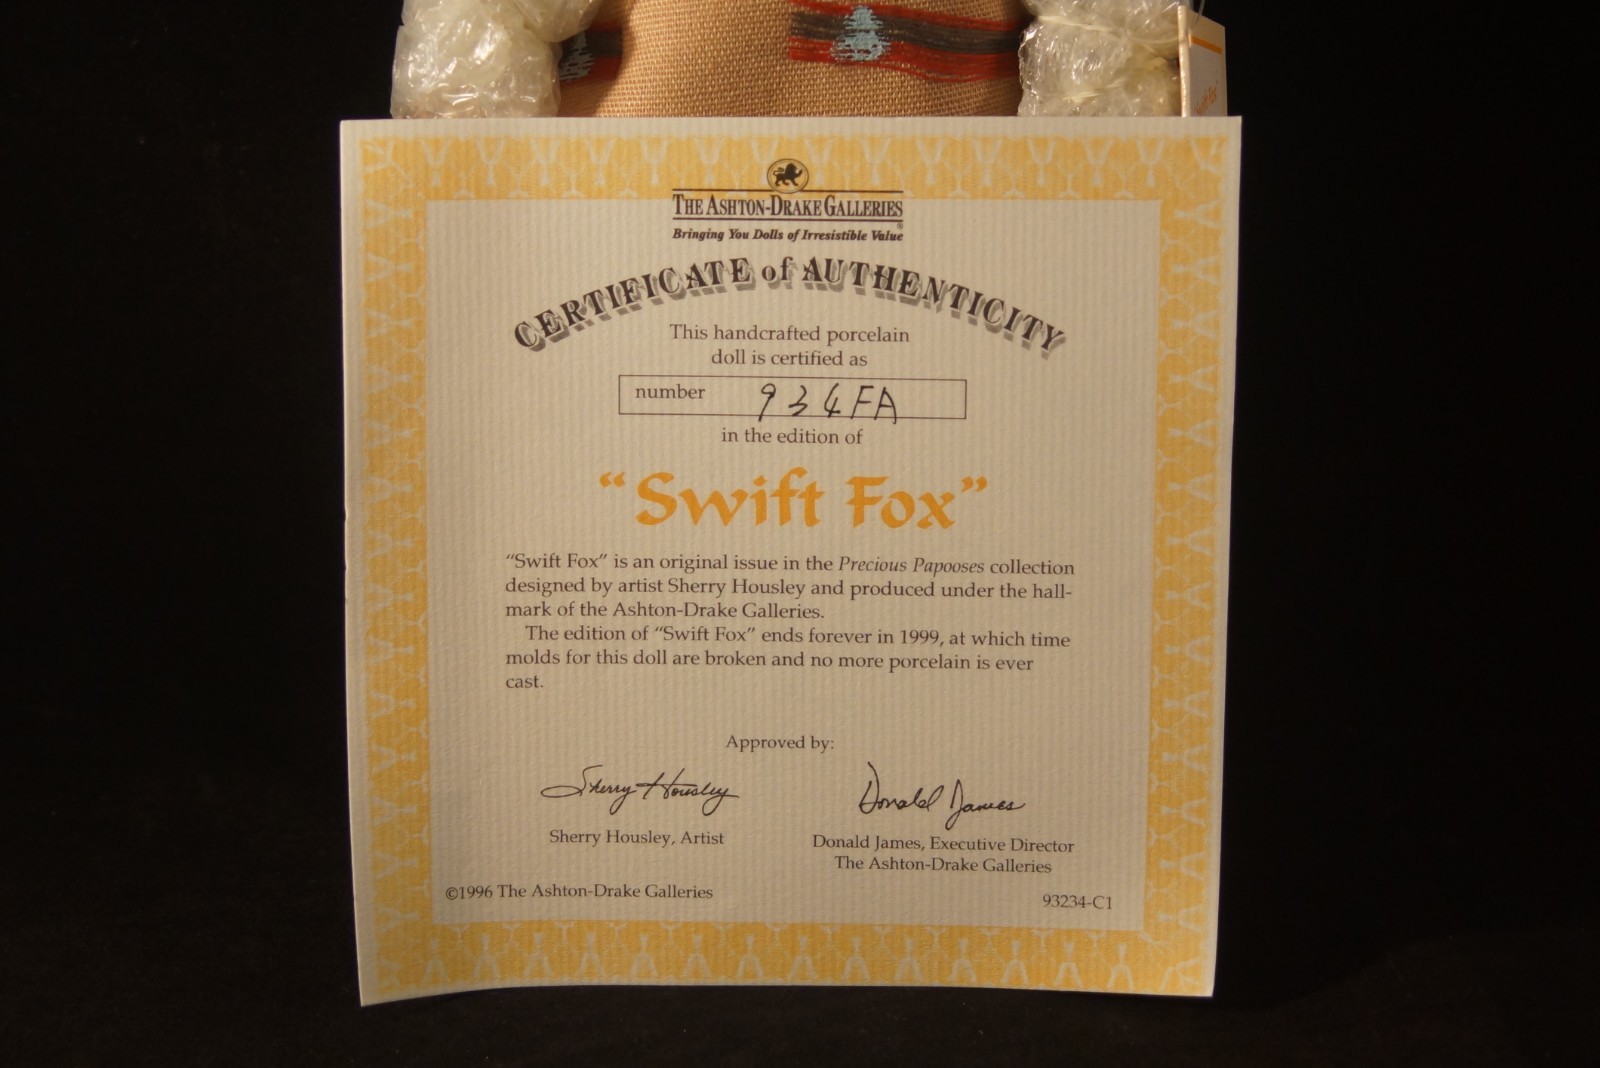 THE ASHTON-DRAKE GALLERIES
®
Bringing You Dolls of Irresistible Value
CERTIFICATE of AUTHENTICITY
This handcrafted porcelain
doll is certified as
number 934FA
in the edition of
“Swift Fox”
“Swift Fox” is an original issue in the Precious Papooses collection
designed by artist Sherry Housley and produced under the hall-
mark of the Ashton-Drake Galleries.
The edition of “Swift Fox” ends forever in 1999, at which time
molds for this doll are broken and no more porcelain is ever
cast.
Approved by:
Sherry Housley
Donald James
Sherry Housley, Artist
Donald James, Executive Director
The Ashton-Drake Galleries
©1996 The Ashton-Drake Galleries
93234-C1